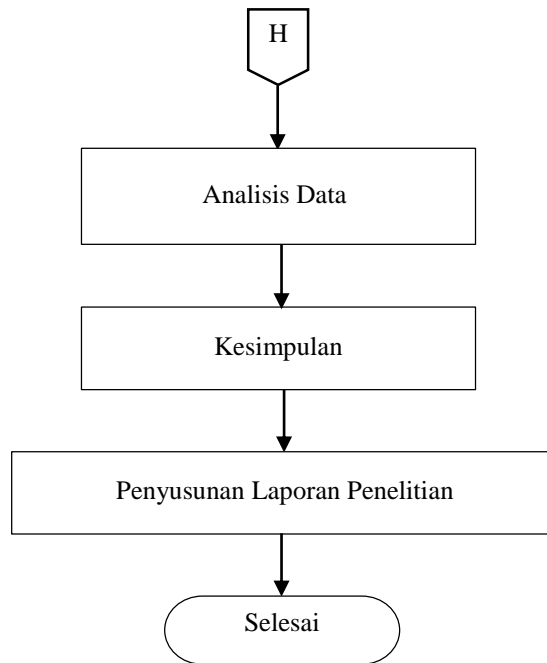 H
Analisis Data
Kesimpulan
Penyusunan Laporan Penelitian
Selesai